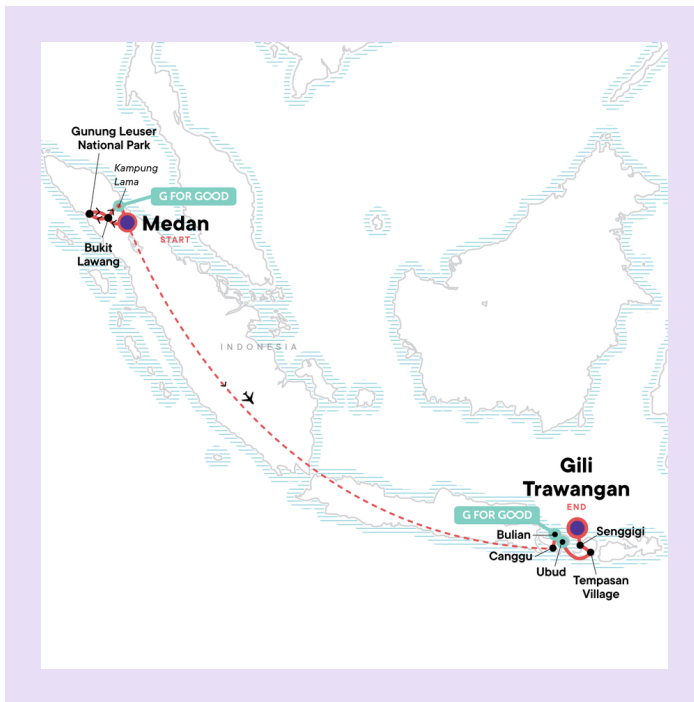 Gunung Leuser
National Park
Kampung
Lama
G FOR GOOD
Medan
START
Bukit
Lawang
INDONESIA
Gili
Trawangan
END
G FOR GOOD
Bulian
Senggigi
Canggu
Ubud
Tempasan
Village